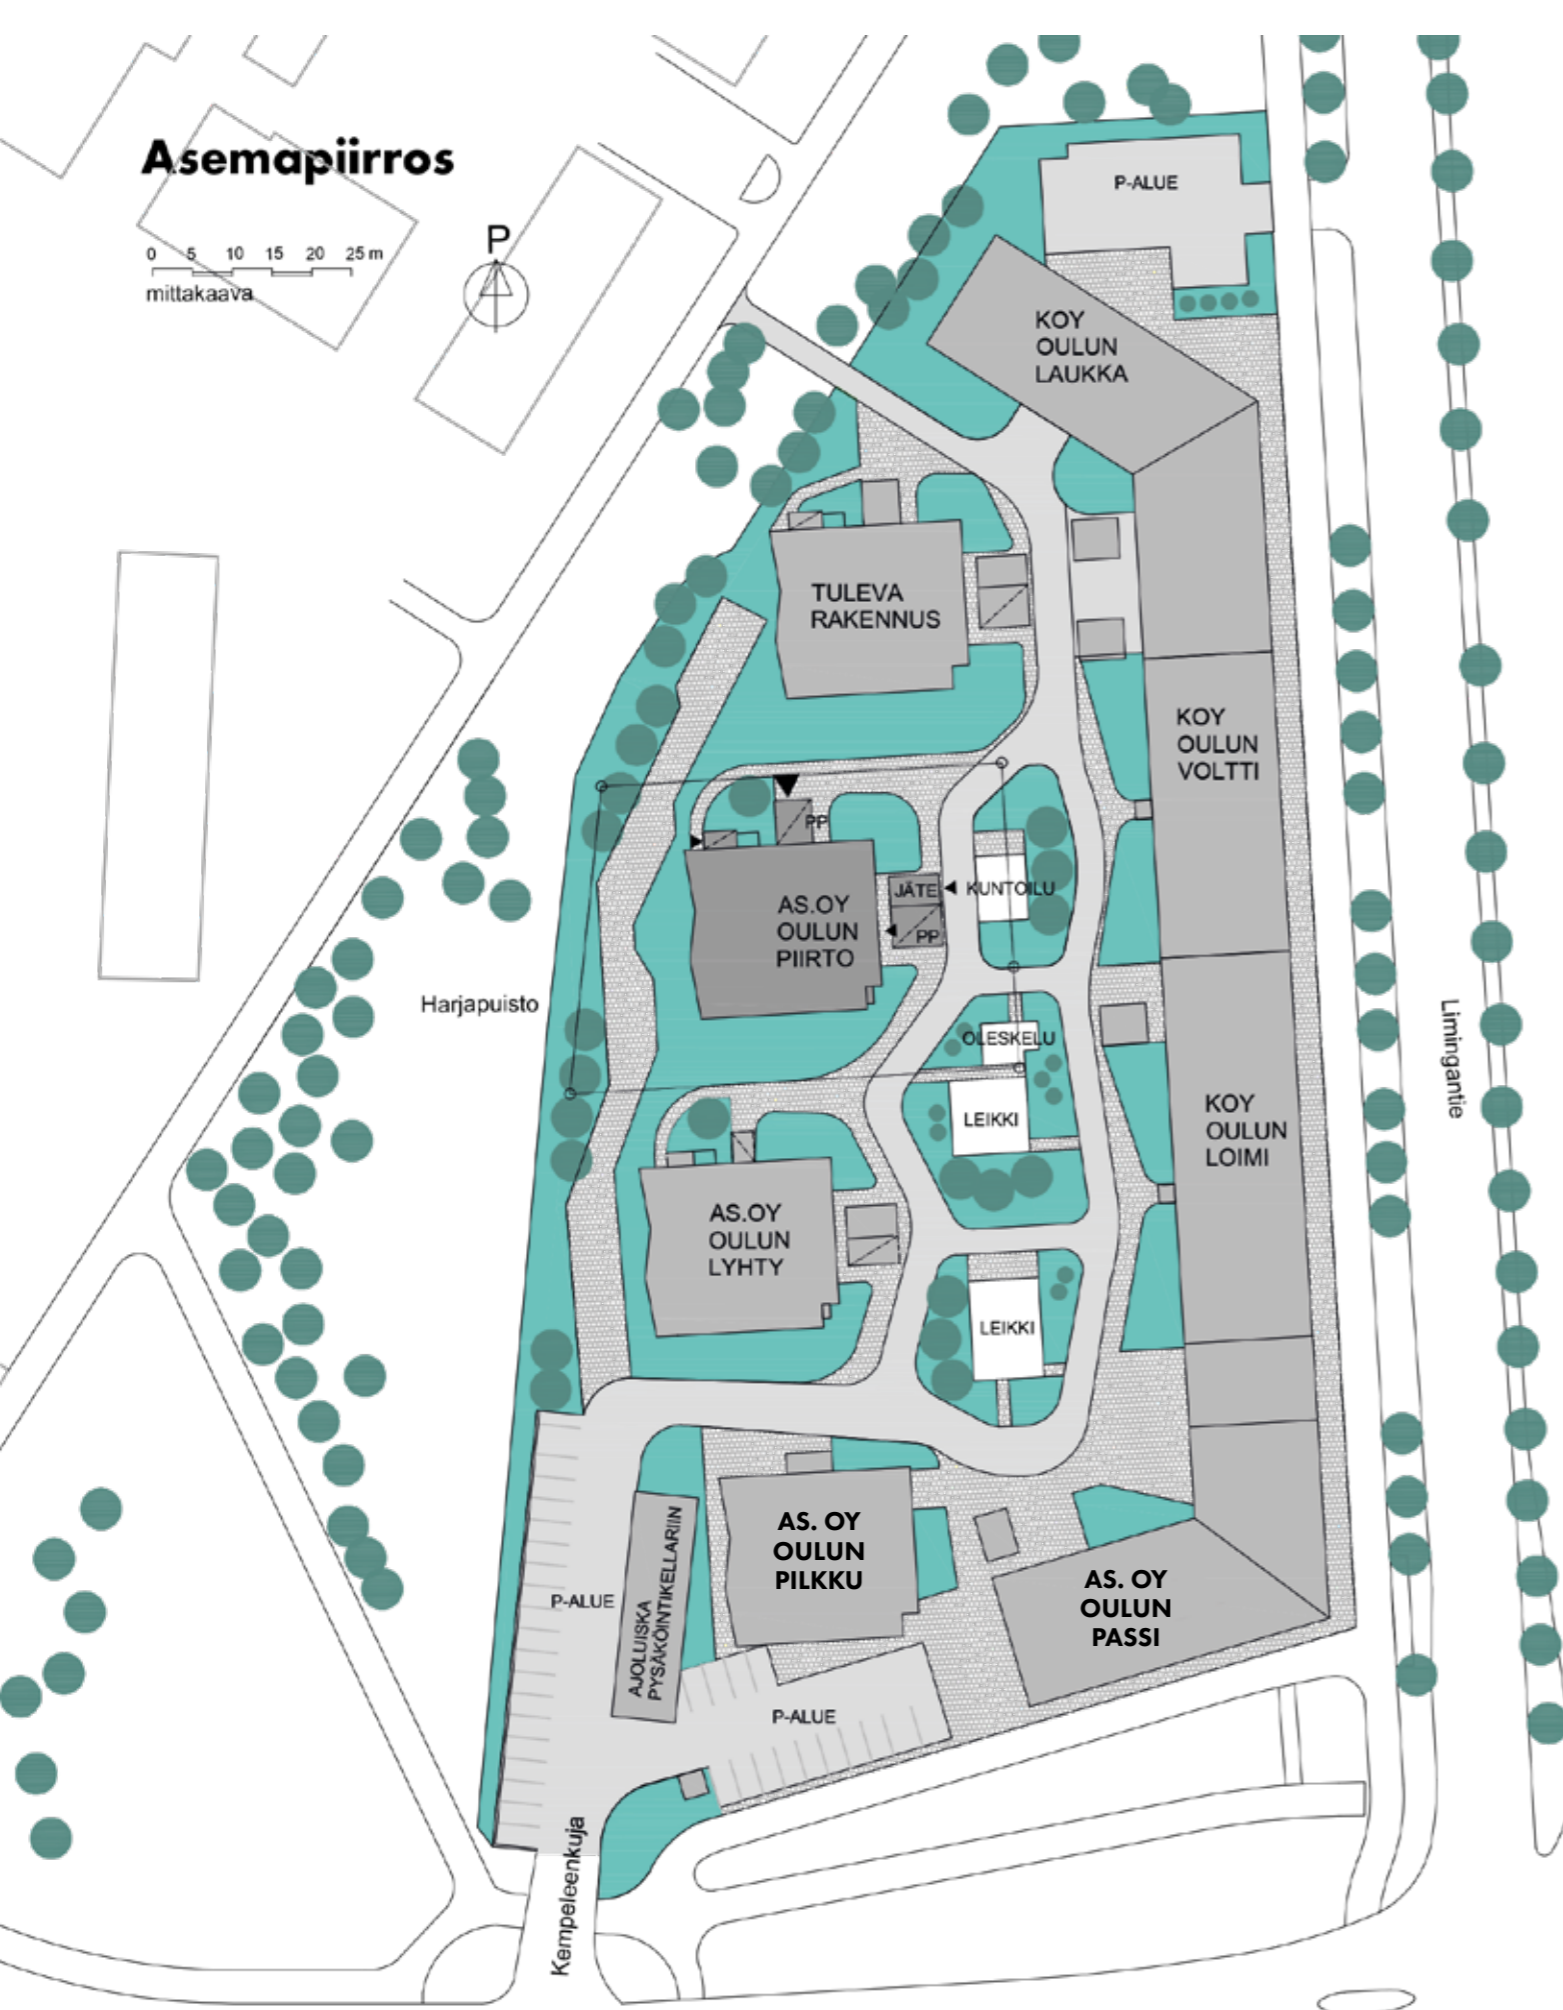 Asemapiirros
P
0 5 10 15 20 25 m
mittakaava
P-ALUE
KOY
OULUN
LAUKKA
TULEVA
RAKENNUS
KOY
OULUN
VOLTTI
PP
JÄTE
KUNTOILU
PP
AS.OY
OULUN
PIIRTO
Harjapuisto
OLESKELU
Limingantie
LEIKKI
KOY
OULUN
LOIMI
AS.OY
OULUN
LYHTY
LEIKKI
AS. OY
OULUN
PILKKU
AS. OY
OULUN
PASSI
P-ALUE
AJOLUISKA
PYSÄKÖINTIKELLARIIN
P-ALUE
Kempeleenkuja